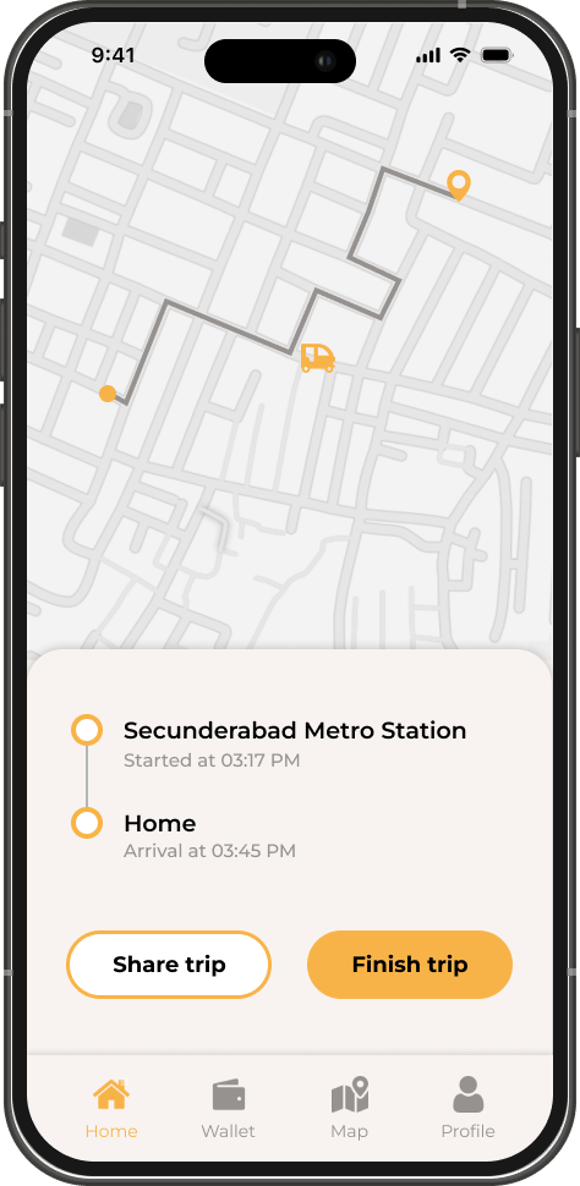 9:41
Secunderabad Metro Station
Started at 03:17 PM
Home
Arrival at 03:45 PM
Share trip
Finish trip
Home
Wallet
Map
Profile